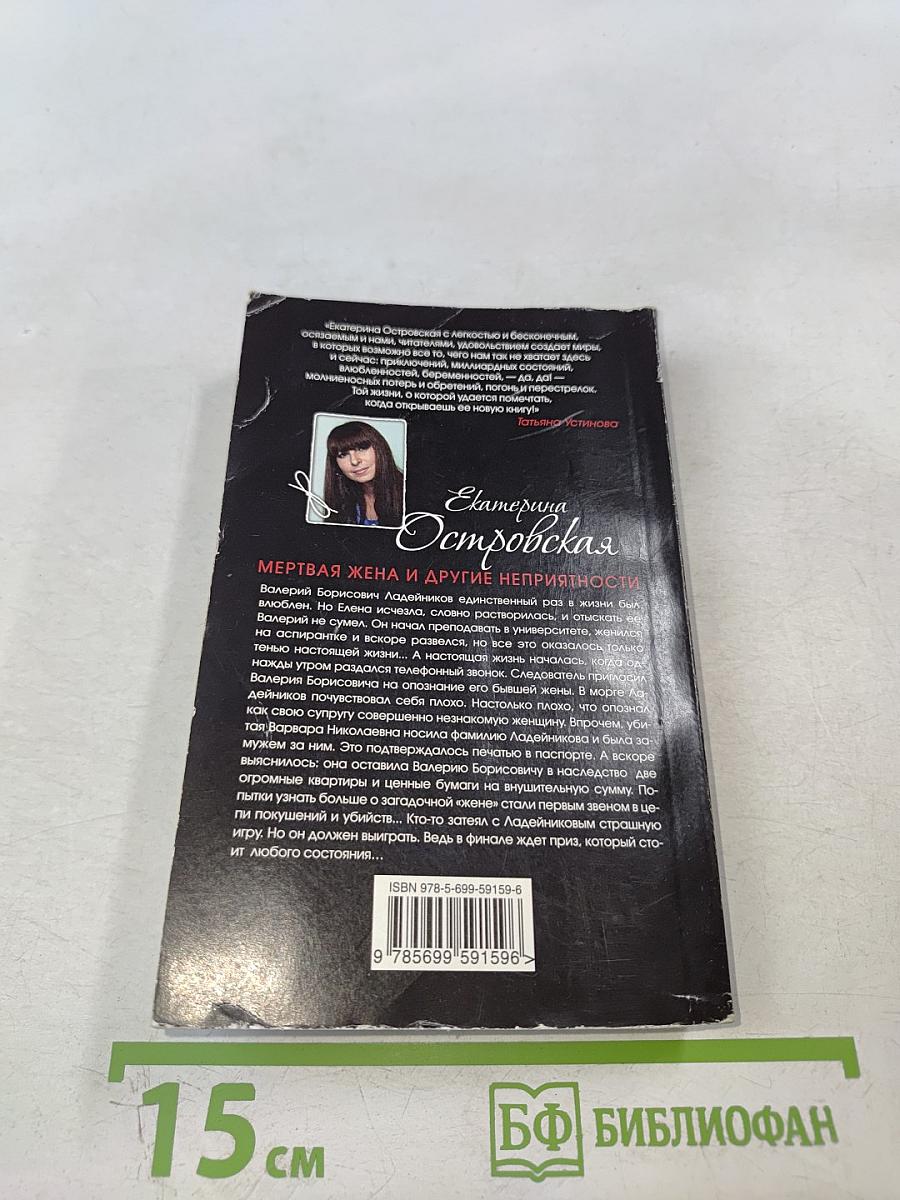 «Екатерина Островская с легкостью и бесконечным,
осязаемым и нами, читателями, удовольствием создает миры,
в которых возможно все то, чего нам так не хватает здесь
и сейчас: приключений, миллиардных состояний,
влюбленностей, беременностей, — да, да! —
молниеносных потерь и обретений, погонь и перестрелок.
Той жизни, о которой удается помечтать,
когда открываешь ее новую книгу!»
Татьяна Устинова
Екатерина
Островская
МЕРТВАЯ ЖЕНА И ДРУГИЕ НЕПРИЯТНОСТИ
Валерий Борисович Ладейников единственный раз в жизни был
влюблен. Но Елена исчезла, словно растворилась, и отыскать ее
Валерий не сумел. Он начал преподавать в университете, женился
на аспирантке и вскоре развелся, но все это оказалось только
тенью настоящей жизни... А настоящая жизнь началась, когда од-
нажды утром раздался телефонный звонок. Следователь пригласил
Валерия Борисовича на опознание его бывшей жены. В морге Ла-
дейников почувствовал себя плохо. Настолько плохо, что опознал
как свою супругу совершенно незнакомую женщину. Впрочем, уби-
тая Варвара Николаевна носила фамилию Ладейникова и была за-
мужем за ним. Это подтверждалось печатью в паспорте. А вскоре
выяснилось: она оставила Валерию Борисовичу в наследство две
огромные квартиры и ценные бумаги на внушительную сумму. По-
пытки узнать больше о загадочной «жене» стали первым звеном в це-
пи покушений и убийств... Кто-то затеял с Ладейниковым страшную
игру. Но он должен выиграть. Ведь в финале ждет приз, который сто-
ит любого состояния...
ISBN 978-5-699-59159-6
9 785699 591596 >
15 см
БФ БИБЛИОФАН